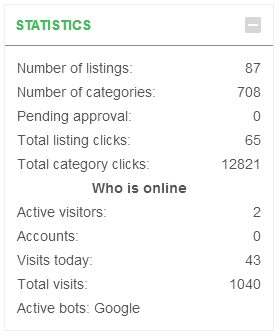 STATISTICS
Number of listings: 87
Number of categories: 708
Pending approval: 0
Total listing clicks: 65
Total category clicks: 12821
Who is online
Active visitors: 2
Accounts: 0
Visits today: 43
Total visits: 1040
Active bots: Google